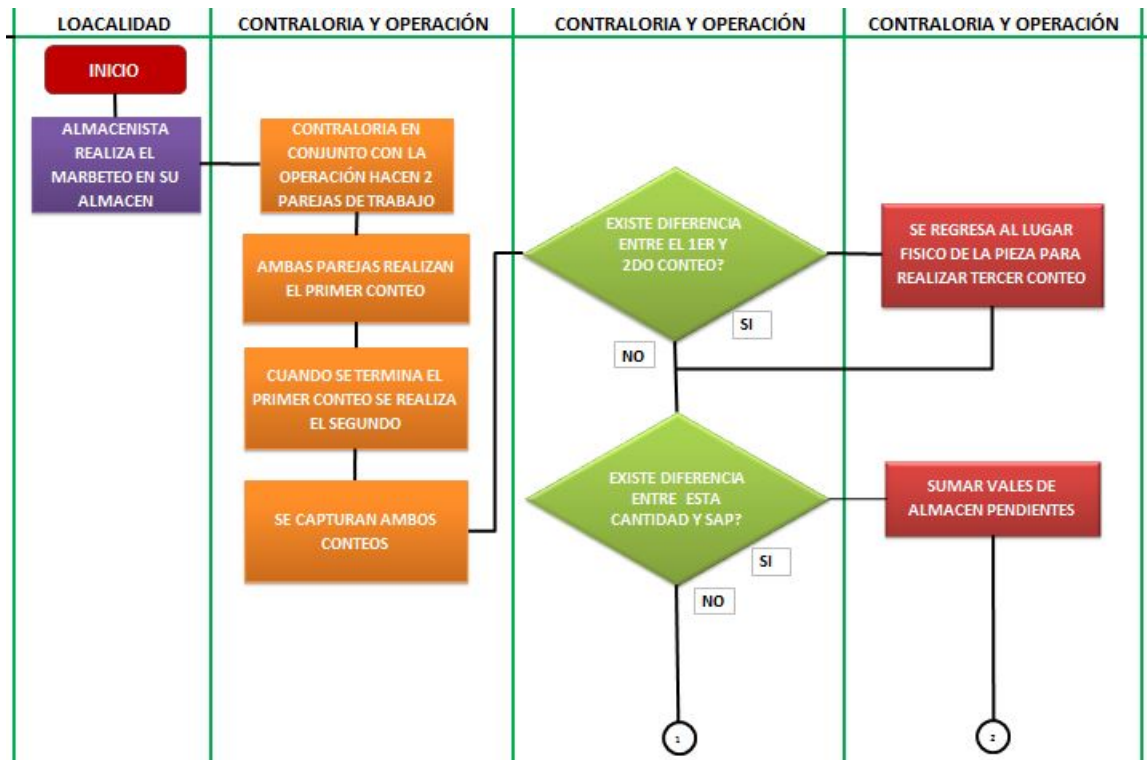 LOACALIDAD
CONTRALORIA Y OPERACIÓN
CONTRALORIA Y OPERACIÓN
CONTRALORIA Y OPERACIÓN
INICIO
ALMACENISTA
REALIZA EL
MARBETEO EN SU
ALMACEN
CONTRALORIA EN
CONJUNTO CON LA
OPERACIÓN HACEN 2
PAREJAS DE TRABAJO
AMBAS PAREJAS REALIZAN
EL PRIMER CONTEO
CUANDO SE TERMINA EL
PRIMER CONTEO SE REALIZA
EL SEGUNDO
SE CAPTURAN AMBOS
CONTEOS
EXISTE DIFERENCIA
ENTRE EL 1ER Y
2DO CONTEO?
SI
NO
SE REGRESA AL LUGAR
FISICO DE LA PIEZA PARA
REALIZAR TERCER CONTEO
EXISTE DIFERENCIA
ENTRE ESTA
CANTIDAD Y SAP?
SI
NO
SUMAR VALES DE
ALMACEN PENDIENTES
1
2